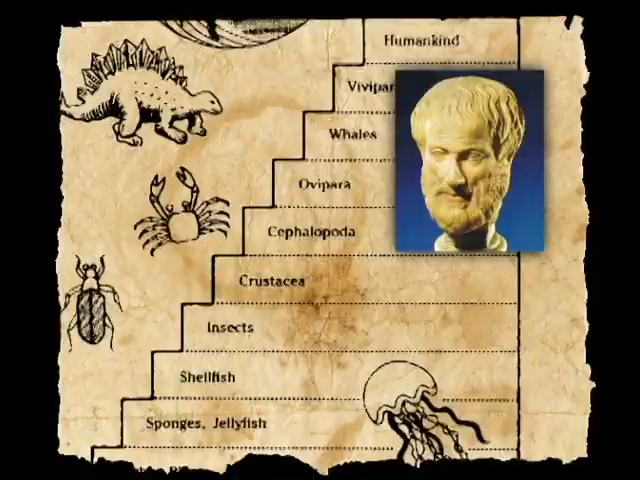 Humankind
Whales
Ovipara
Cephalopoda
Crustacea
Insects
Shellfish
Sponges, Jellyfish